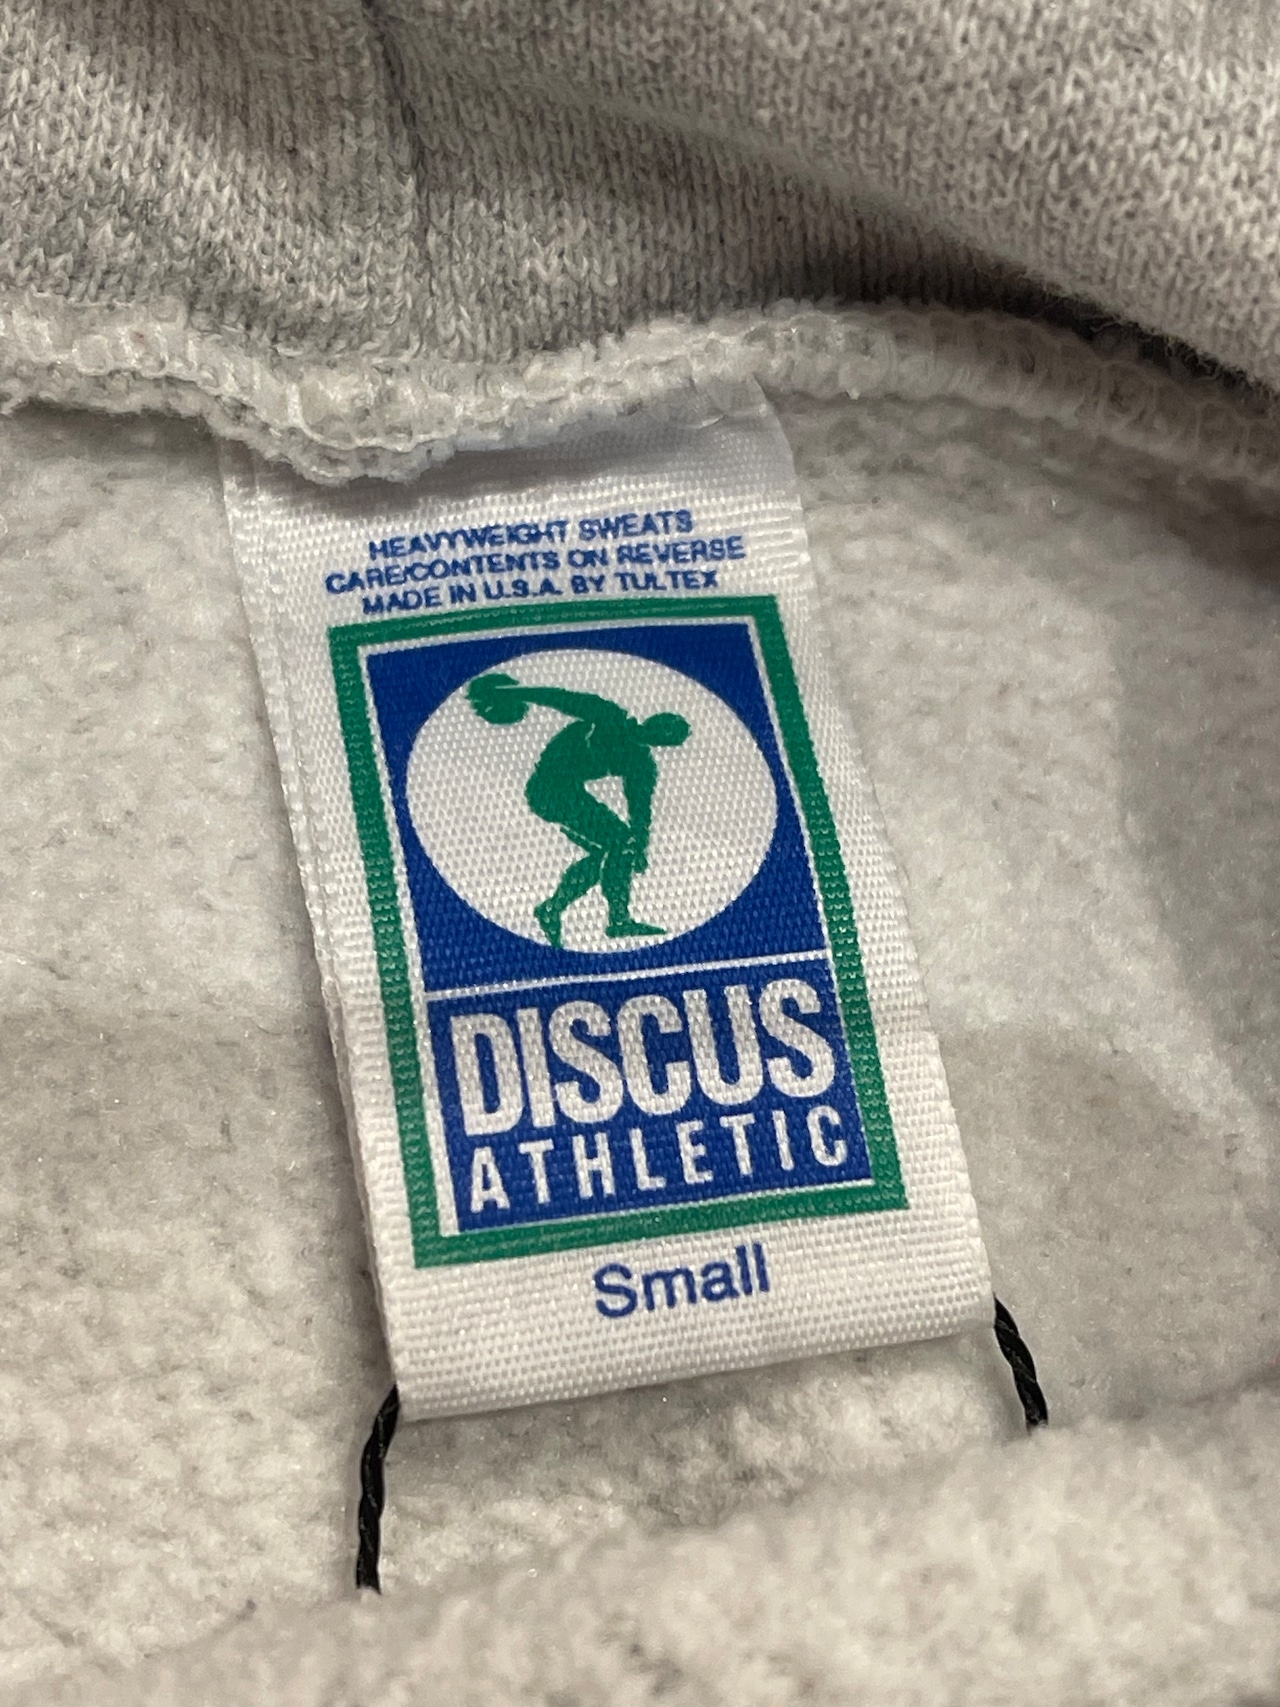 HEAVYWEIGHT SWEATS
CARE/CONTENTS ON REVERSE
MADE IN U.S.A. BY TULTEX
DISCUS
ATHLETIC
Small